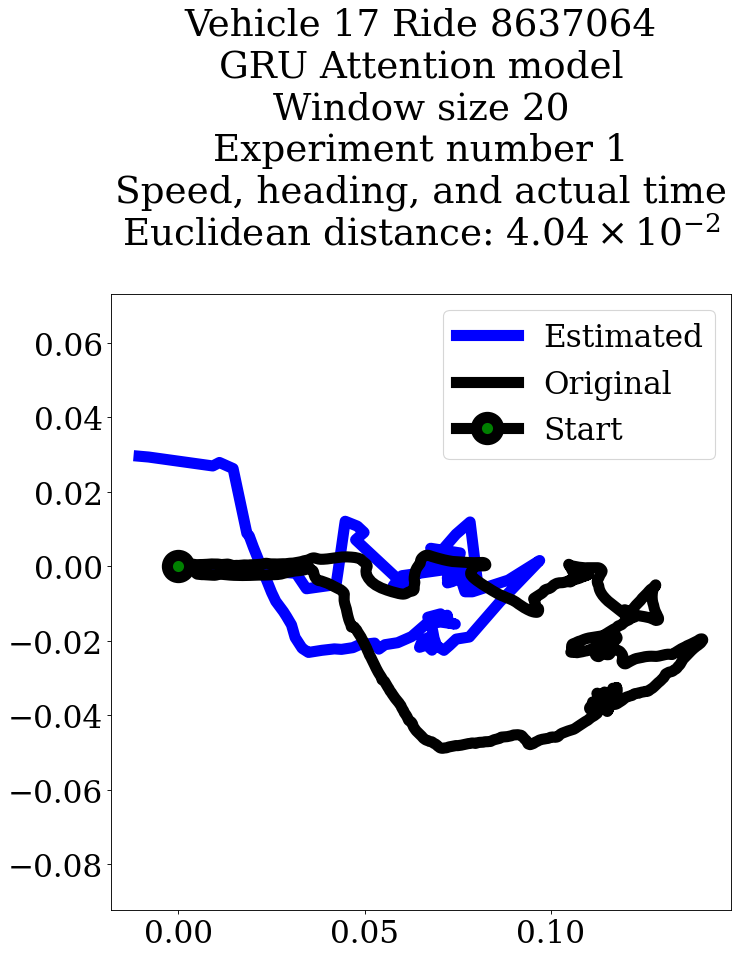 Vehicle 17 Ride 8637064
GRU Attention model
Window size 20
Experiment number 1
Speed, heading, and actual time
Euclidean distance: 4.04 × 10⁻²
Estimated
Original
Start
0.06
0.04
0.02
0.00
−0.02
−0.04
−0.06
−0.08
0.00 0.05 0.10